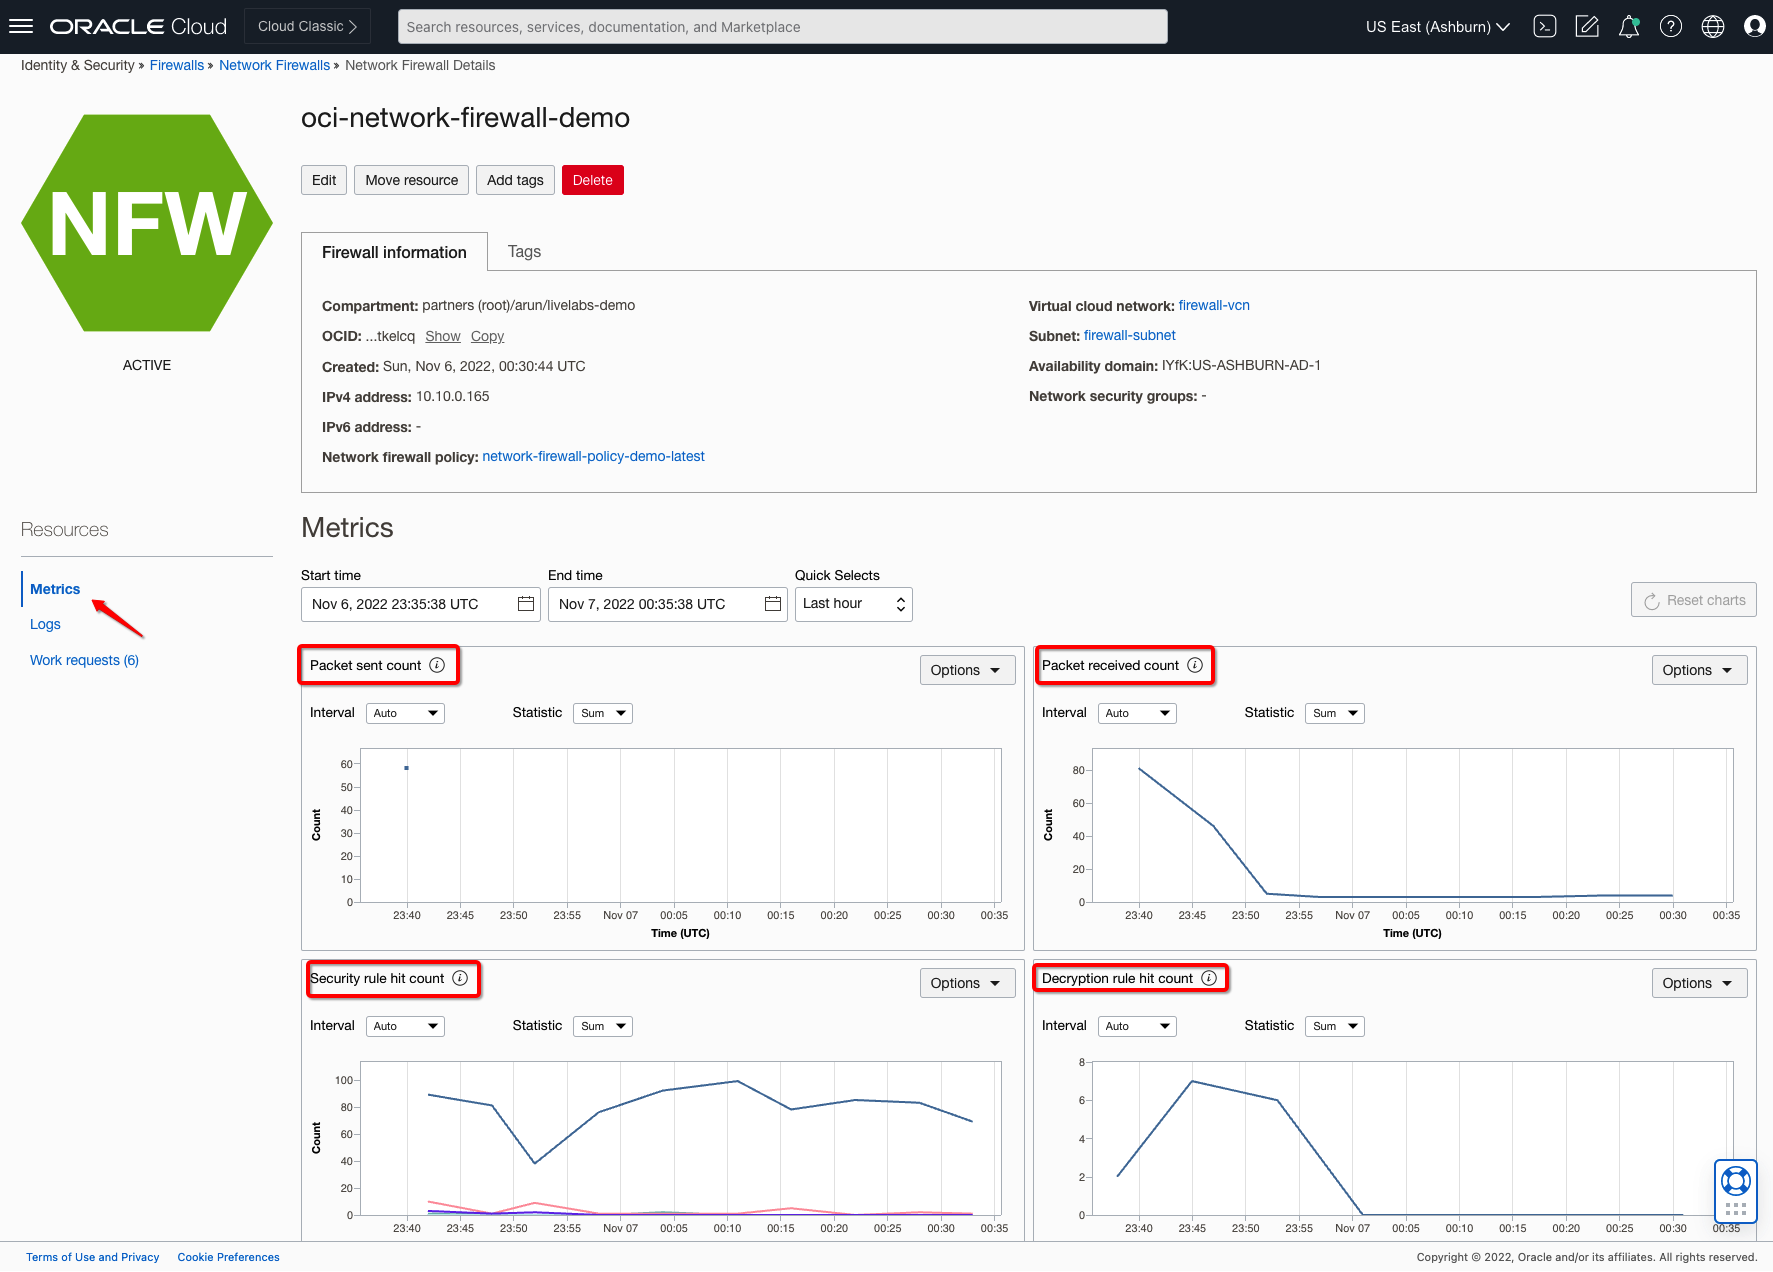 ORACLE Cloud
Cloud Classic
Search resources, services, documentation, and Marketplace
US East (Ashburn)
Identity & Security » Firewalls » Network Firewalls » Network Firewall Details
NFW
ACTIVE
oci-network-firewall-demo
Edit
Move resource
Add tags
Delete
Firewall information
Tags
Compartment: partners (root)/arun/livelabs-demo
OCID: ...tkelcq Show Copy
Created: Sun, Nov 6, 2022, 00:30:44 UTC
IPv4 address: 10.10.0.165
IPv6 address: -
Network firewall policy: network-firewall-policy-demo-latest
Virtual cloud network: firewall-vcn
Subnet: firewall-subnet
Availability domain: IYfK:US-ASHBURN-AD-1
Network security groups: -
Resources
Metrics
Logs
Work requests (6)
Metrics
Start time
Nov 6, 2022 23:35:38 UTC
End time
Nov 7, 2022 00:35:38 UTC
Quick Selects
Last hour
Reset charts
Packet sent count
Options
Interval Auto Statistic Sum
60
50
40
30
20
10
0
Count
23:40 23:45 23:50 23:55 Nov 07 00:05 00:10 00:15 00:20 00:25 00:30 00:35
Time (UTC)
Packet received count
Options
Interval Auto Statistic Sum
80
60
40
20
0
Count
23:40 23:45 23:50 23:55 Nov 07 00:05 00:10 00:15 00:20 00:25 00:30 00:35
Time (UTC)
Security rule hit count
Options
Interval Auto Statistic Sum
100
80
60
40
20
0
Count
23:40 23:45 23:50 23:55 Nov 07 00:05 00:10 00:15 00:20 00:25 00:30 00:35
Decryption rule hit count
Options
Interval Auto Statistic Sum
8
6
4
2
0
23:40 23:45 23:50 23:55 Nov 07 00:05 00:10 00:15 00:20 00:25 00:30 00:35
Terms of Use and Privacy
Cookie Preferences
Copyright © 2022, Oracle and/or its affiliates. All rights reserved.